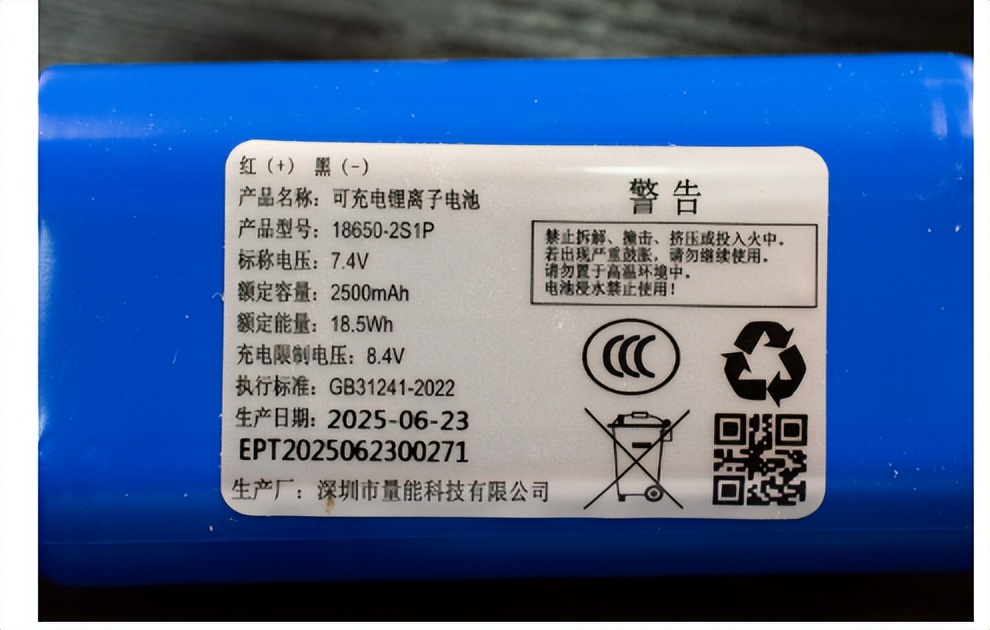 红（+） 黑（-）
产品名称：可充电锂离子电池
产品型号：18650-2S1P
标称电压：7.4V
额定容量：2500mAh
额定能量：18.5Wh
充电限制电压：8.4V
执行标准：GB31241-2022
生产日期：2025-06-23
EPT2025062300271
生产厂：深圳市量能科技有限公司
警告
禁止拆解、撞击、挤压或投入火中。
若出现严重鼓胀，请勿继续使用。
请勿置于高温环境中。
电池浸水禁止使用！
CCC